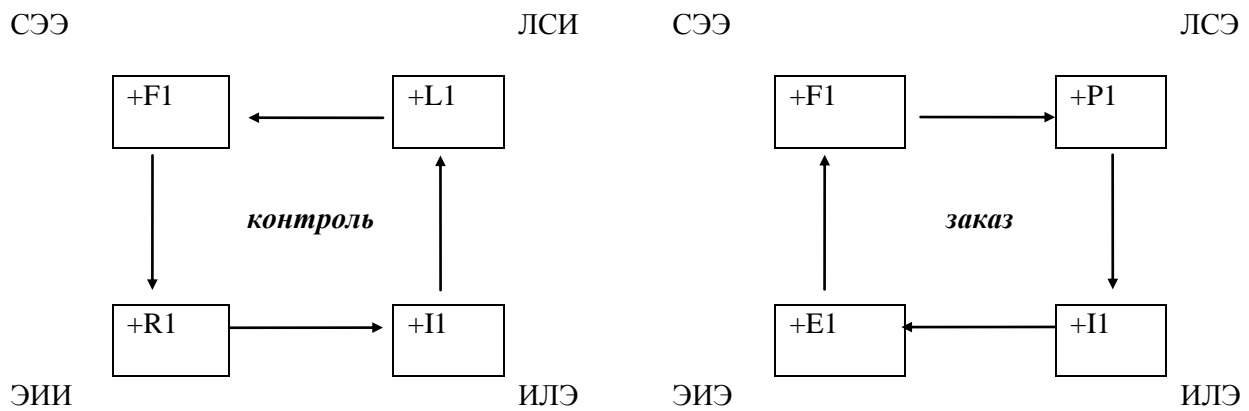 СЭЭ ЛСИ СЭЭ ЛСЭ
+F1 +L1 +F1 +P1
контроль заказ
+R1 +I1 +E1 +I1
ЭИИ ИЛЭ ЭИЭ ИЛЭ